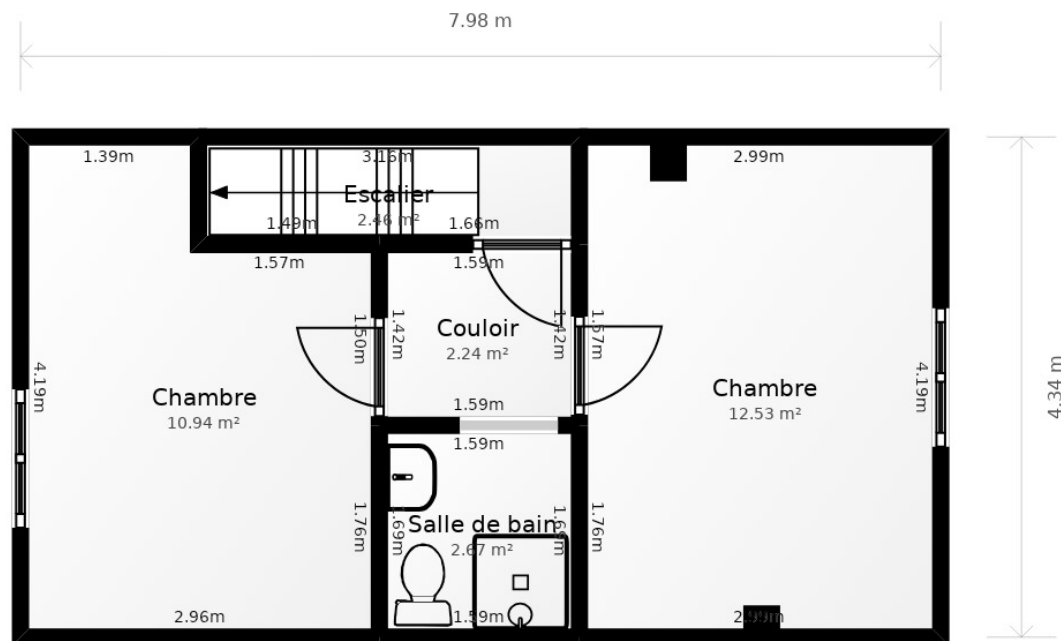 7.98 m
1.39m
3.16m
2.99m
Escalier
2.46 m²
1.49m
1.66m
1.57m
1.59m
1.50m
1.42m
Couloir
2.24 m²
1.42m
1.57m
4.19m
Chambre
10.94 m²
Chambre
12.53 m²
4.19m
4.34 m
1.59m
1.59m
1.76m
1.69m
Salle de bain
2.67 m²
1.69m
1.76m
2.96m
1.59m
2.99m